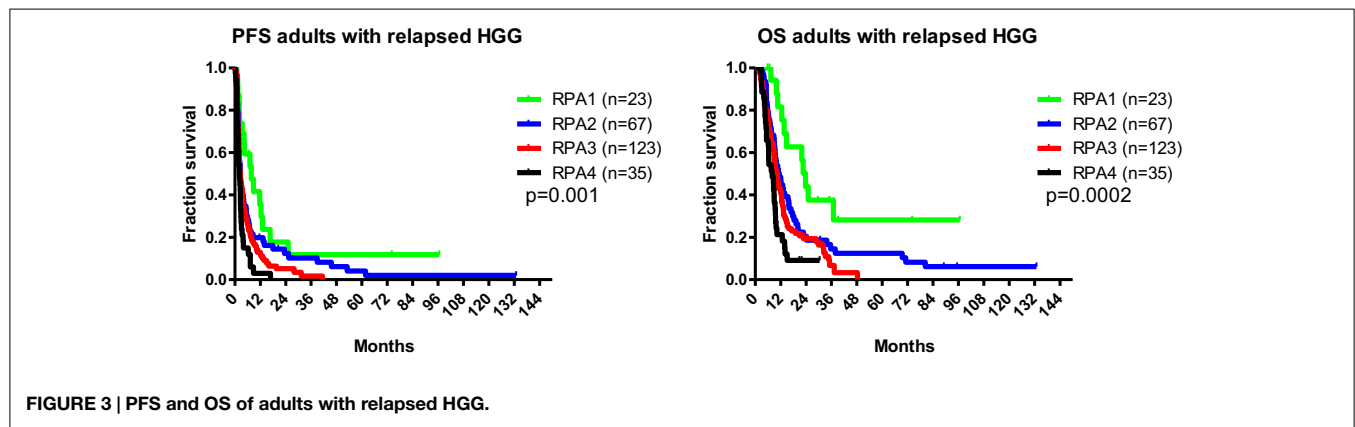 PFS adults with relapsed HGG
Fraction survival
1.0
0.8
0.6
0.4
0.2
0.0
0 12 24 36 48 60 72 84 96 108 120 132 144
Months
RPA1 (n=23)
RPA2 (n=67)
RPA3 (n=123)
RPA4 (n=35)
p=0.001
OS adults with relapsed HGG
Fraction survival
1.0
0.8
0.6
0.4
0.2
0.0
0 12 24 36 48 60 72 84 96 108 120 132 144
Months
RPA1 (n=23)
RPA2 (n=67)
RPA3 (n=123)
RPA4 (n=35)
p=0.0002
FIGURE 3 | PFS and OS of adults with relapsed HGG.